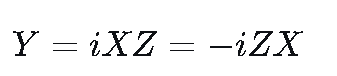 Y = iXZ = −iZX